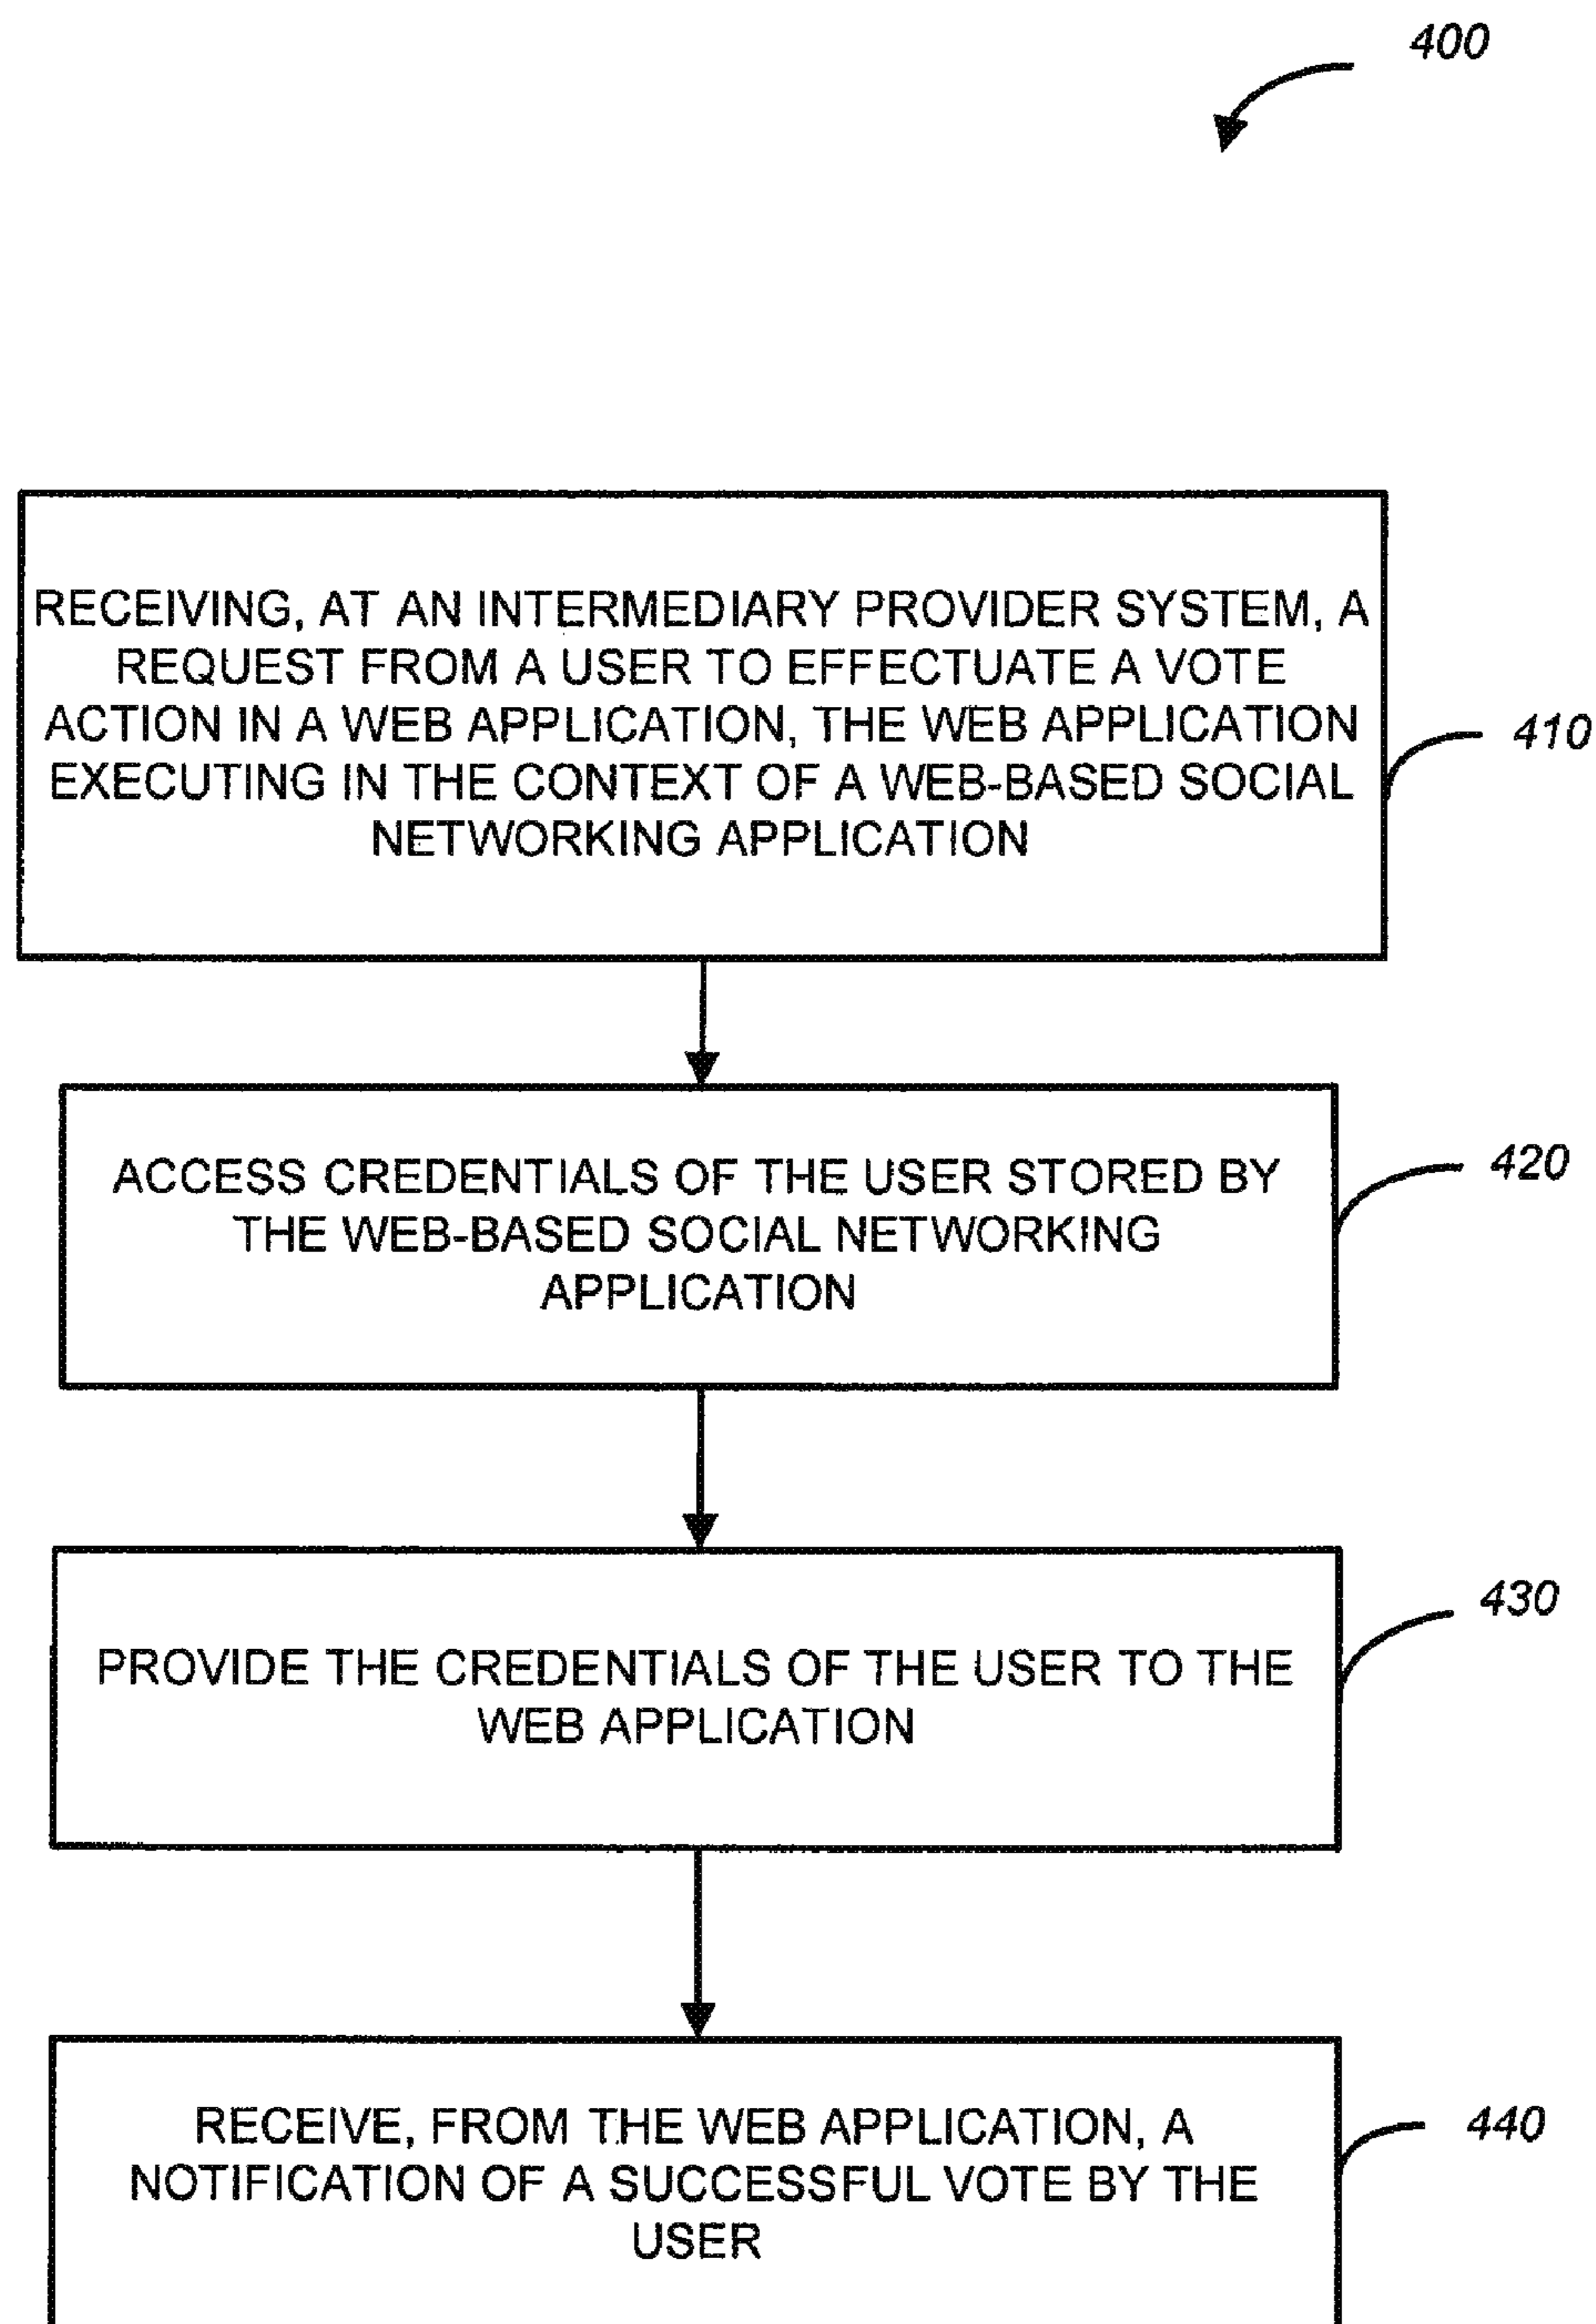 400
RECEIVING, AT AN INTERMEDIARY PROVIDER SYSTEM, A
REQUEST FROM A USER TO EFFECTUATE A VOTE
ACTION IN A WEB APPLICATION, THE WEB APPLICATION
EXECUTING IN THE CONTEXT OF A WEB-BASED SOCIAL
NETWORKING APPLICATION
410
ACCESS CREDENTIALS OF THE USER STORED BY
THE WEB-BASED SOCIAL NETWORKING
APPLICATION
420
PROVIDE THE CREDENTIALS OF THE USER TO THE
WEB APPLICATION
430
RECEIVE, FROM THE WEB APPLICATION, A
NOTIFICATION OF A SUCCESSFUL VOTE BY THE
USER
440